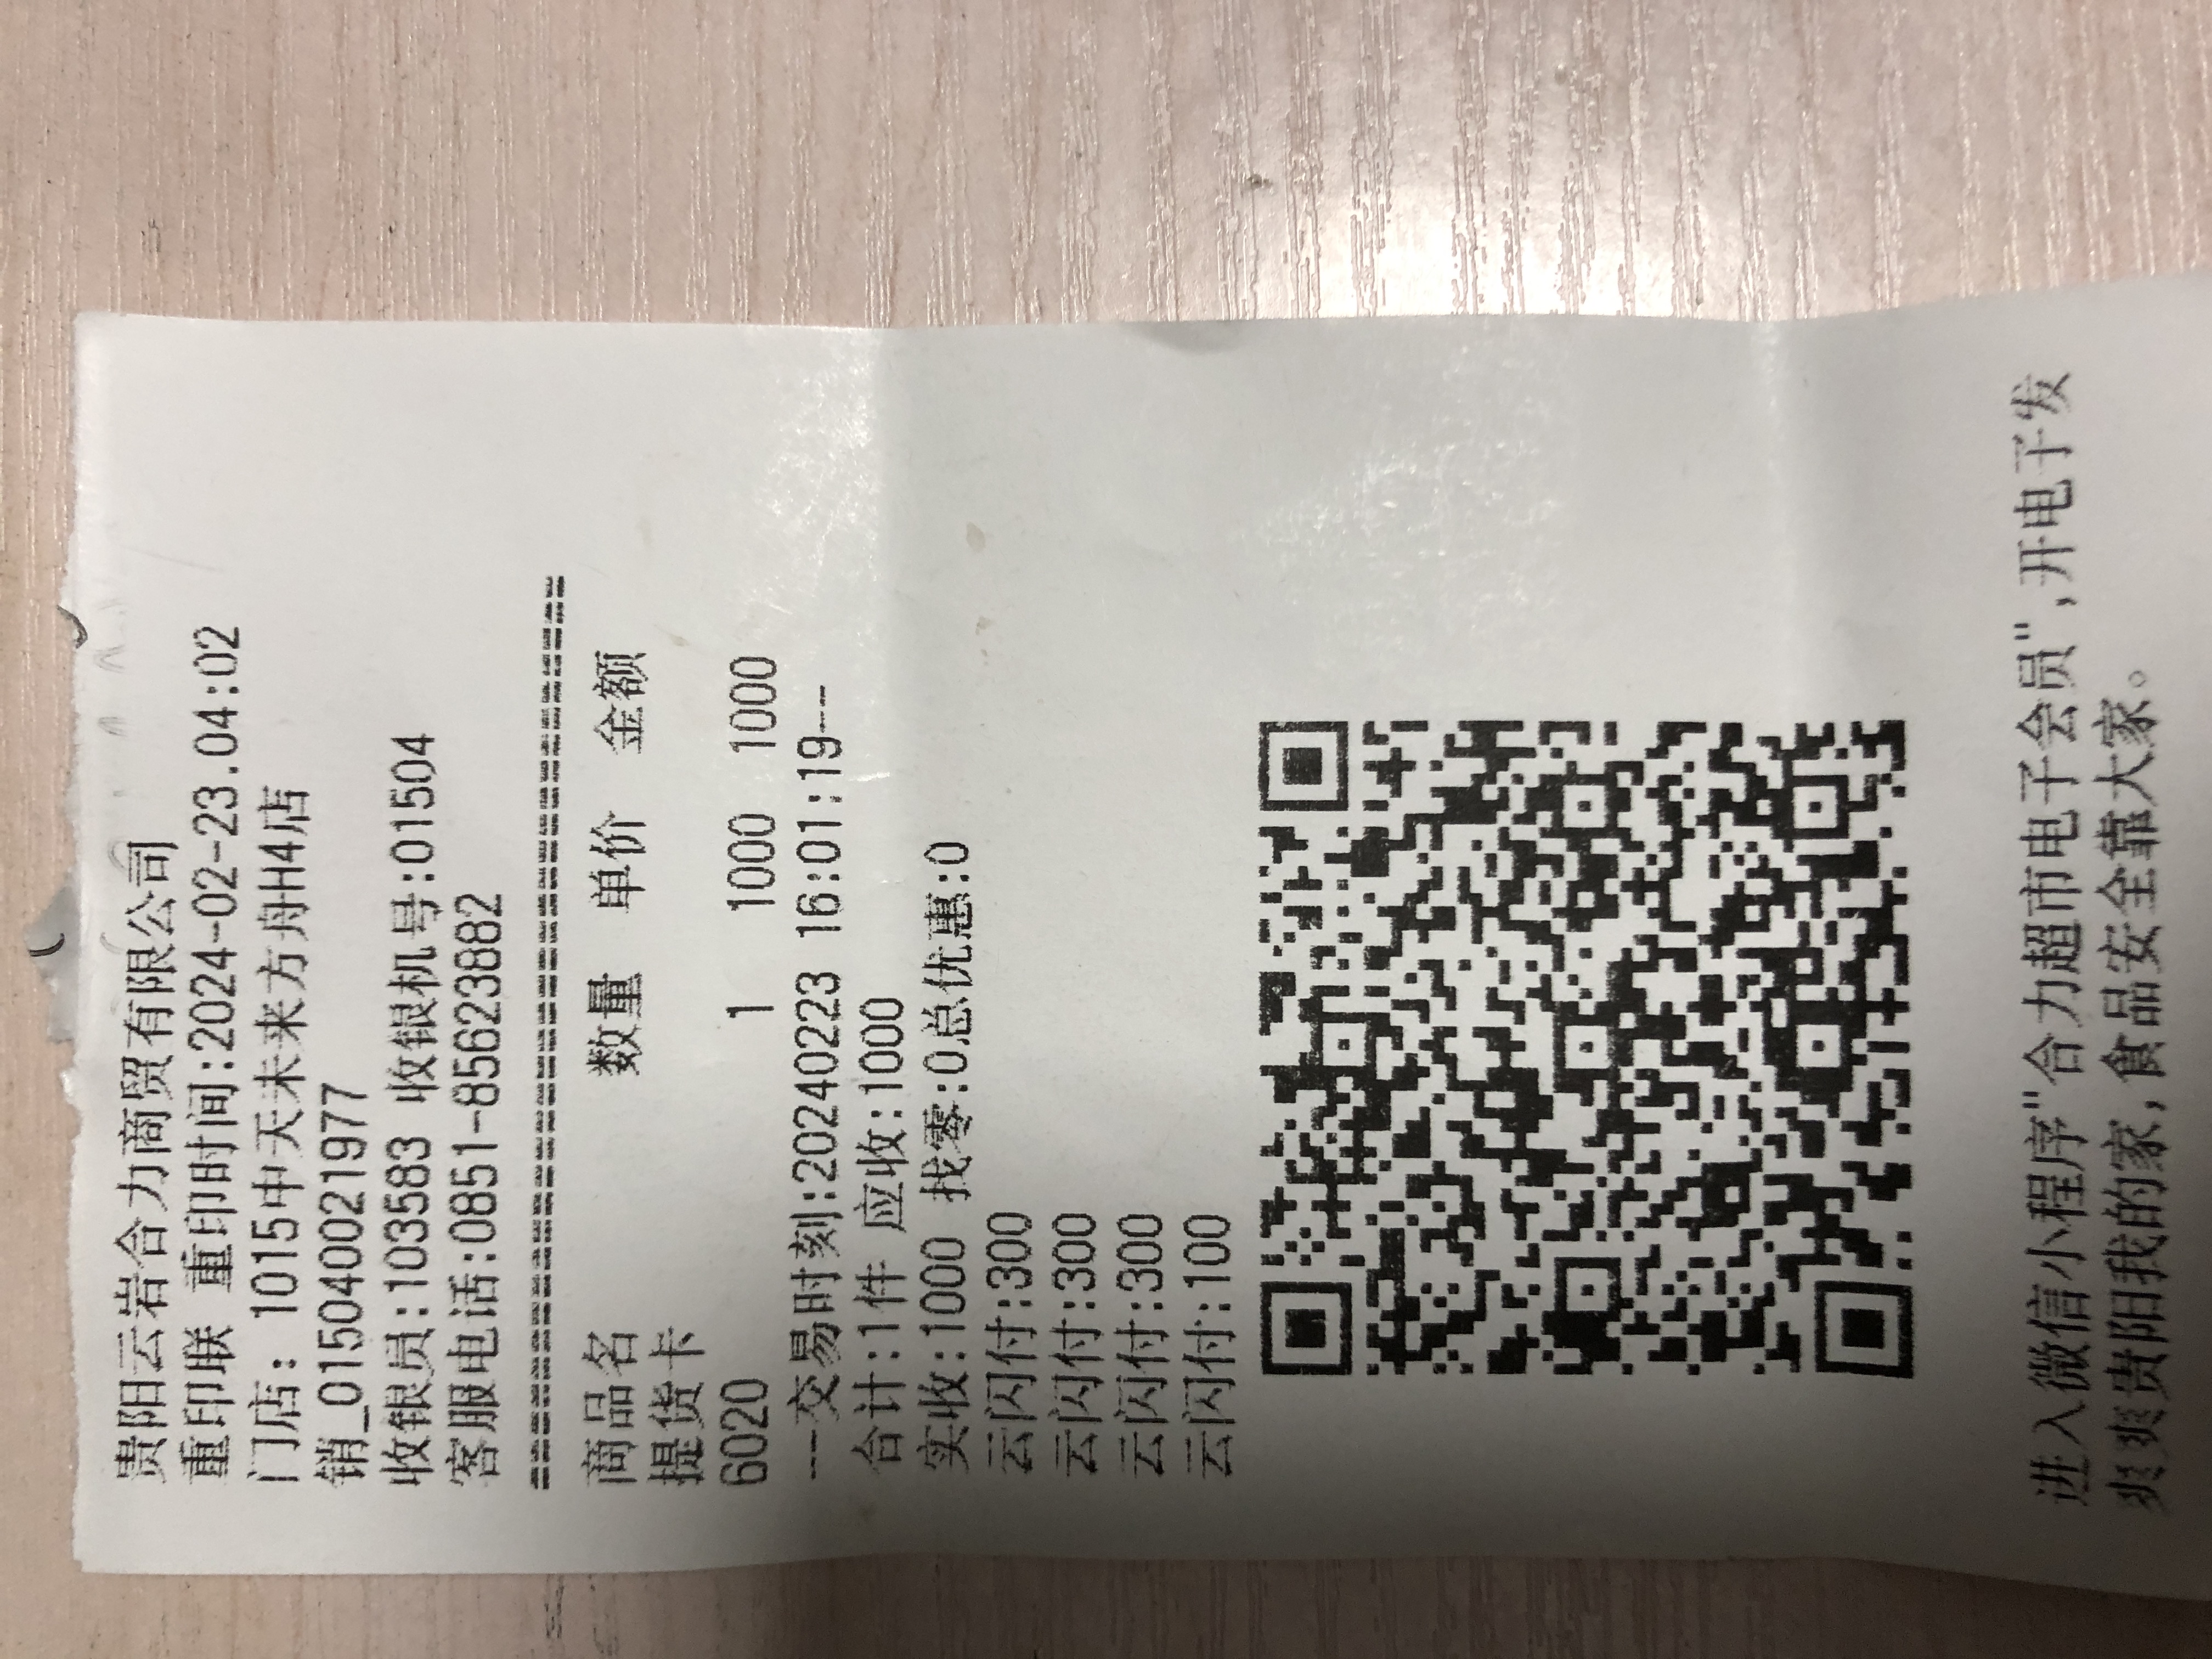 贵阳云岩合力商贸有限公司
重印联 重印时间:2024-02-23.04:02
门店: 1015中天未来方舟H4店
销_015040021977
收银员:103583 收银机号:01504
客服电话:0851-85623882
商品名 数量 单价 金额
提货卡
6020 1 1000 1000
--交易时刻:20240223 16:01:19--
合计:1件 应收:1000
实收:1000 找零:0总优惠:0
云闪付:300
云闪付:300
云闪付:300
云闪付:100
进入微信小程序"合力超市电子会员",开电子发
爽爽贵阳我的家,食品安全靠大家。